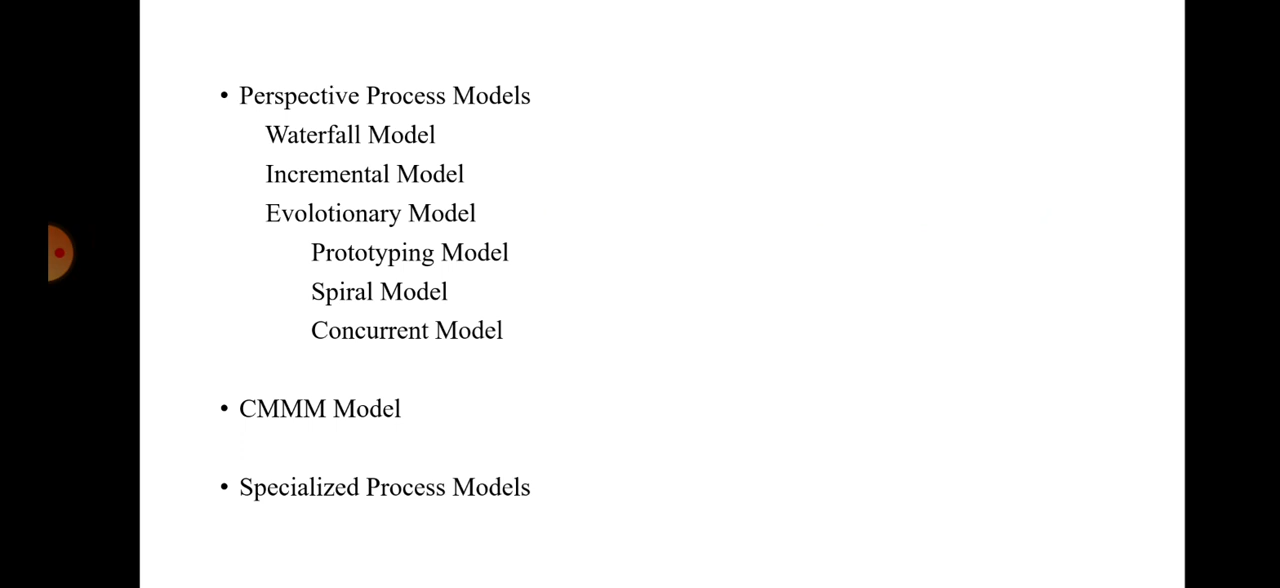 • Perspective Process Models
Waterfall Model
Incremental Model
Evolotionary Model
Prototyping Model
Spiral Model
Concurrent Model
• CMMM Model
• Specialized Process Models